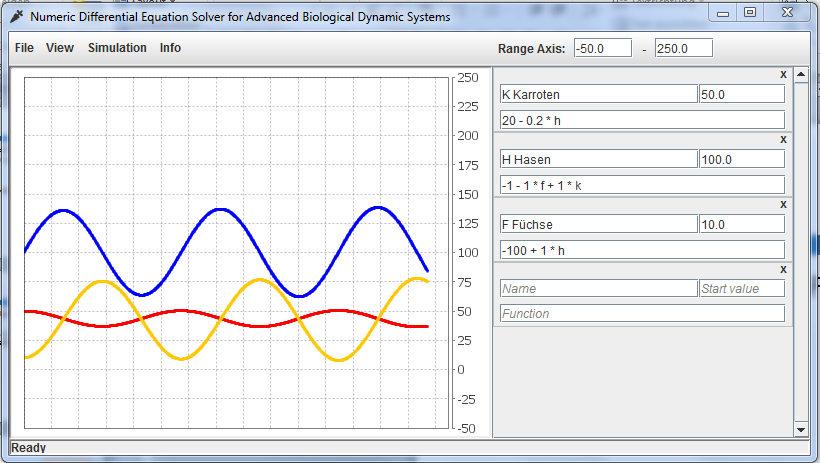 Numeric Differential Equation Solver for Advanced Biological Dynamic Systems
File View Simulation Info Range Axis: -50.0 - 250.0
250
225
200
175
150
125
100
75
50
25
0
-25
-50
x
K Karroten 50.0
20 - 0.2 * h
x
H Hasen 100.0
-1 - 1 * f + 1 * k
x
F Füchse 10.0
-100 + 1 * h
x
Name Start value
Function
Ready